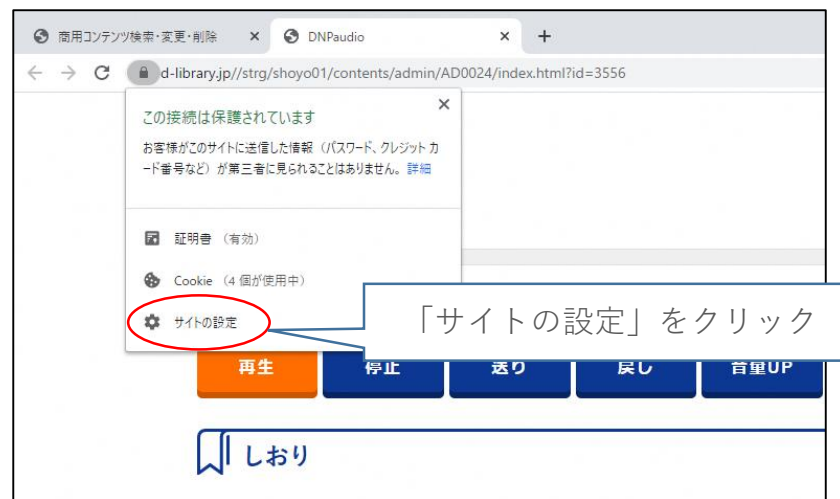 商用コンテンツ検索・変更・削除
DNPaudio
d-library.jp//strg/shoyo01/contents/admin/AD0024/index.html?id=3556
この接続は保護されています
お客様がこのサイトに送信した情報（パスワード、クレジット カ
ード番号など）が第三者に見られることはありません。 詳細
証明書 （有効）
Cookie （4 個が使用中）
サイトの設定
「サイトの設定」をクリック
再生
停止
送り
戻し
音量UP
しおり